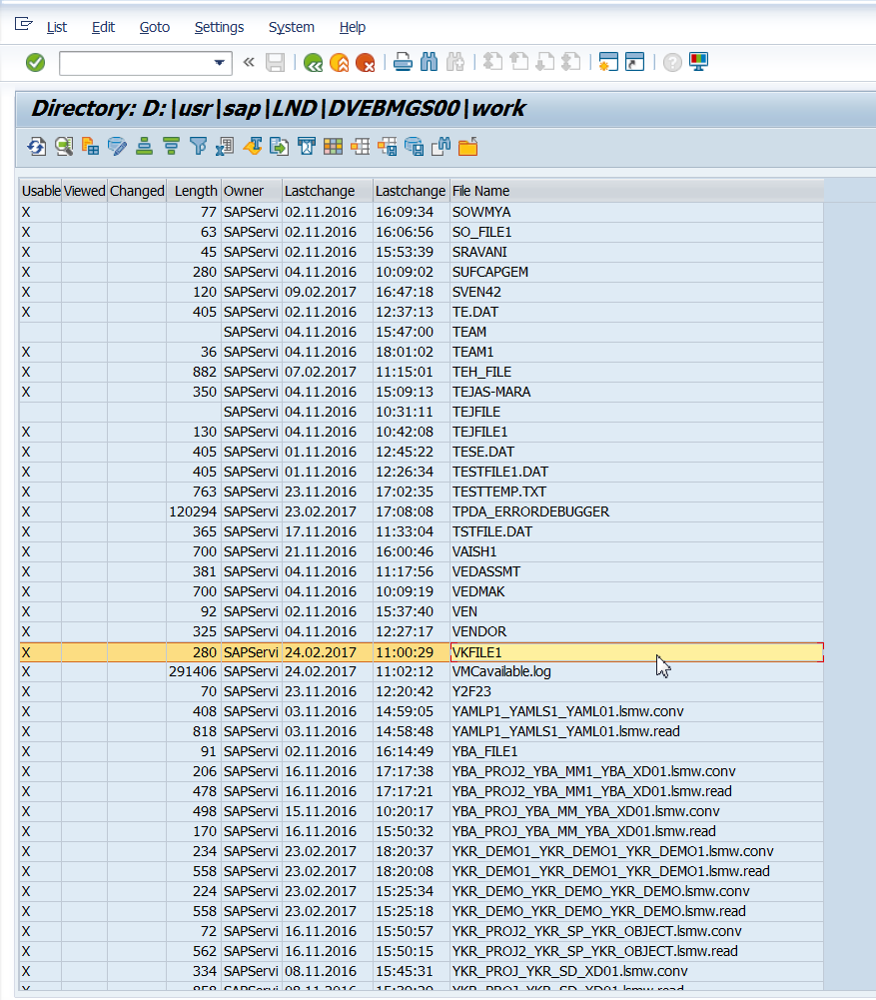 List Edit Goto Settings System Help
Directory: D:\usr\sap\LND\DVEBMGS00\work
Usable Viewed Changed Length Owner Lastchange Lastchange File Name
X 77 SAPServi 02.11.2016 16:09:34 SOWMYA
X 63 SAPServi 02.11.2016 16:06:56 SO_FILE1
X 45 SAPServi 02.11.2016 15:53:39 SRAVANI
X 280 SAPServi 04.11.2016 10:09:02 SUFCAPGEM
X 120 SAPServi 09.02.2017 16:47:18 SVEN42
X 405 SAPServi 02.11.2016 12:37:13 TE.DAT
SAPServi 04.11.2016 15:47:00 TEAM
X 36 SAPServi 04.11.2016 18:01:02 TEAM1
X 882 SAPServi 07.02.2017 11:15:01 TEH_FILE
X 350 SAPServi 04.11.2016 15:09:13 TEJAS-MARA
SAPServi 04.11.2016 10:31:11 TEJFILE
X 130 SAPServi 04.11.2016 10:42:08 TEJFILE1
X 405 SAPServi 01.11.2016 12:45:22 TESE.DAT
X 405 SAPServi 01.11.2016 12:26:34 TESTFILE1.DAT
X 763 SAPServi 23.11.2016 17:02:35 TESTTEMP.TXT
X 120294 SAPServi 23.02.2017 17:08:08 TPDA_ERRORDEBUGGER
X 365 SAPServi 17.11.2016 11:33:04 TSTFILE.DAT
X 700 SAPServi 21.11.2016 16:00:46 VAISH1
X 381 SAPServi 04.11.2016 11:17:56 VEDASSMT
X 700 SAPServi 04.11.2016 10:09:19 VEDMAK
X 92 SAPServi 02.11.2016 15:37:40 VEN
X 325 SAPServi 04.11.2016 12:27:17 VENDOR
X 280 SAPServi 24.02.2017 11:00:29 VKFILE1
X 291406 SAPServi 24.02.2017 11:02:12 VMCavailable.log
X 70 SAPServi 23.11.2016 12:20:42 Y2F23
X 408 SAPServi 03.11.2016 14:59:05 YAMLP1_YAMLS1_YAML01.lsmw.conv
X 818 SAPServi 03.11.2016 14:58:48 YAMLP1_YAMLS1_YAML01.lsmw.read
X 91 SAPServi 02.11.2016 16:14:49 YBA_FILE1
X 206 SAPServi 16.11.2016 17:17:38 YBA_PROJ2_YBA_MM1_YBA_XD01.lsmw.conv
X 478 SAPServi 16.11.2016 17:17:21 YBA_PROJ2_YBA_MM1_YBA_XD01.lsmw.read
X 498 SAPServi 15.11.2016 10:20:17 YBA_PROJ_YBA_MM_YBA_XD01.lsmw.conv
X 170 SAPServi 16.11.2016 15:50:32 YBA_PROJ_YBA_MM_YBA_XD01.lsmw.read
X 234 SAPServi 23.02.2017 18:20:37 YKR_DEMO1_YKR_DEMO1_YKR_DEMO1.lsmw.conv
X 558 SAPServi 23.02.2017 18:20:08 YKR_DEMO1_YKR_DEMO1_YKR_DEMO1.lsmw.read
X 224 SAPServi 23.02.2017 15:25:34 YKR_DEMO_YKR_DEMO_YKR_DEMO.lsmw.conv
X 558 SAPServi 23.02.2017 15:25:18 YKR_DEMO_YKR_DEMO_YKR_DEMO.lsmw.read
X 72 SAPServi 16.11.2016 15:50:57 YKR_PROJ2_YKR_SP_YKR_OBJECT.lsmw.conv
X 562 SAPServi 16.11.2016 15:50:15 YKR_PROJ2_YKR_SP_YKR_OBJECT.lsmw.read
X 334 SAPServi 08.11.2016 15:45:31 YKR_PROJ_YKR_SD_XD01.lsmw.conv